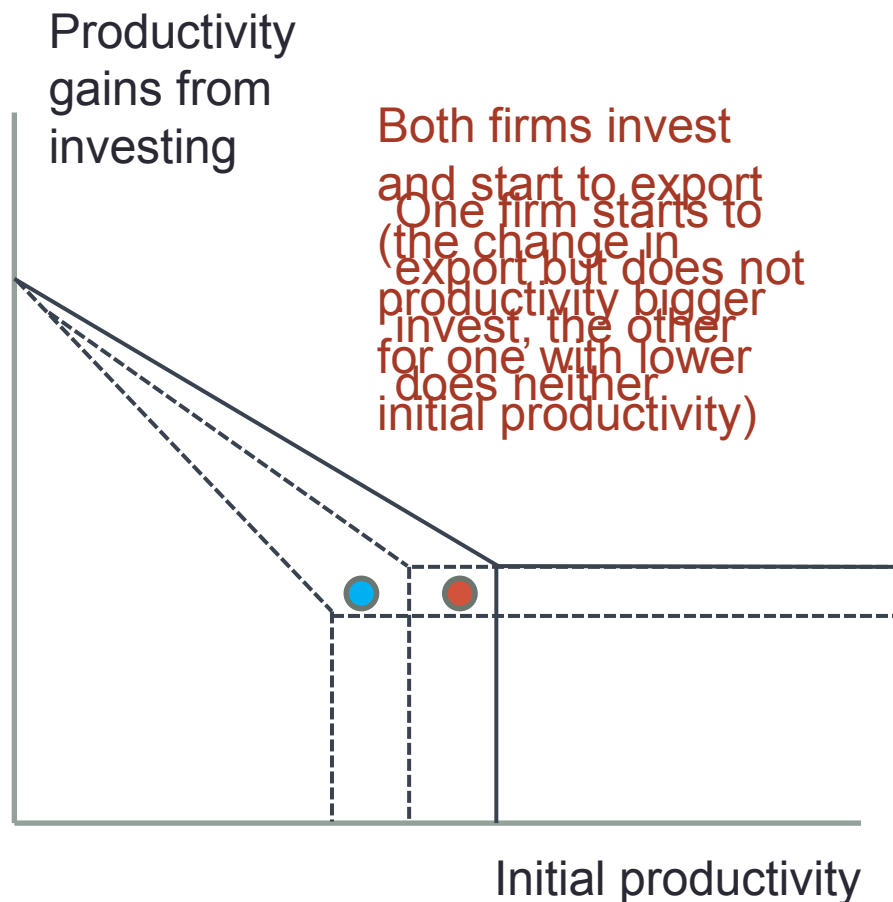 Productivity
gains from
investing
Both firms invest
and start to export
(the change in
productivity bigger
for one with lower
initial productivity)
One firm starts to
export but does not
invest, the other
does neither
Initial productivity